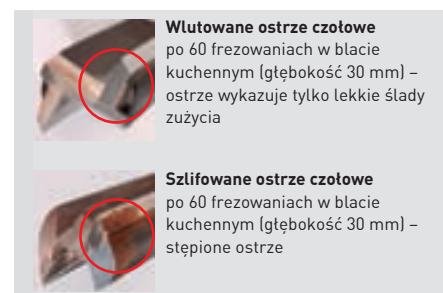 Wlutowane ostrze czołowe
po 60 frezowaniach w blacie
kuchennym (głębokość 30 mm) –
ostrze wykazuje tylko lekkie ślady
zużycia
Szlifowane ostrze czołowe
po 60 frezowaniach w blacie
kuchennym (głębokość 30 mm) –
stępione ostrze